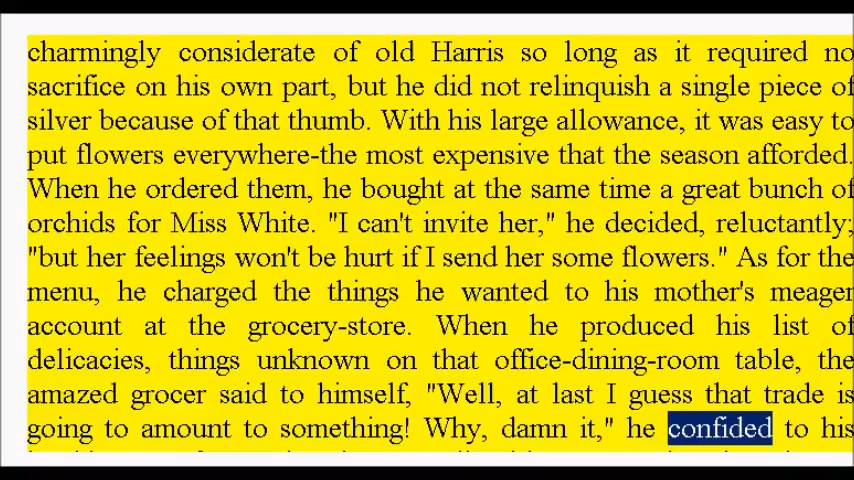 charmingly considerate of old Harris so long as it required no
sacrifice on his own part, but he did not relinquish a single piece of
silver because of that thumb. With his large allowance, it was easy to
put flowers everywhere-the most expensive that the season afforded.
When he ordered them, he bought at the same time a great bunch of
orchids for Miss White. "I can't invite her," he decided, reluctantly;
"but her feelings won't be hurt if I send her some flowers." As for the
menu, he charged the things he wanted to his mother's meager
account at the grocery-store. When he produced his list of
delicacies, things unknown on that office-dining-room table, the
amazed grocer said to himself, "Well, at last I guess that trade is
going to amount to something! Why, damn it," he confided to his